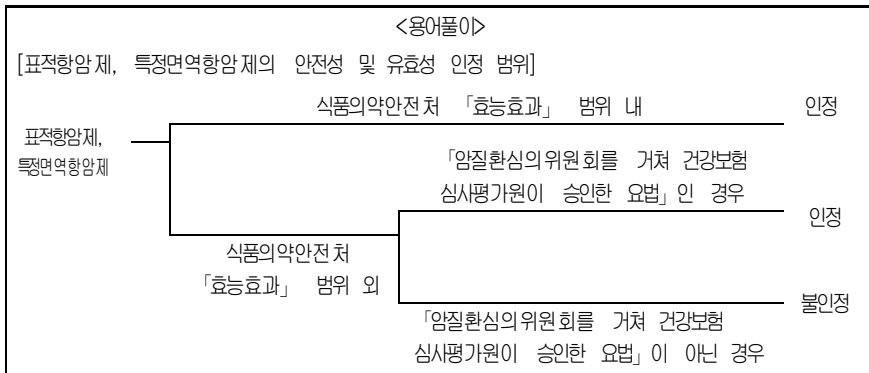 <용어풀이>
[표적항암제, 특정면역항암제의 안전성 및 유효성 인정 범위]
식품의약안전처 「효능효과」 범위 내
인정
표적항암제,
특정면역항암제
「암질환심의위원회를 거쳐 건강보험
심사평가원이 승인한 요법」인 경우
인정
식품의약안전처
「효능효과」 범위 외
불인정
「암질환심의위원회를 거쳐 건강보험
심사평가원이 승인한 요법」이 아닌 경우